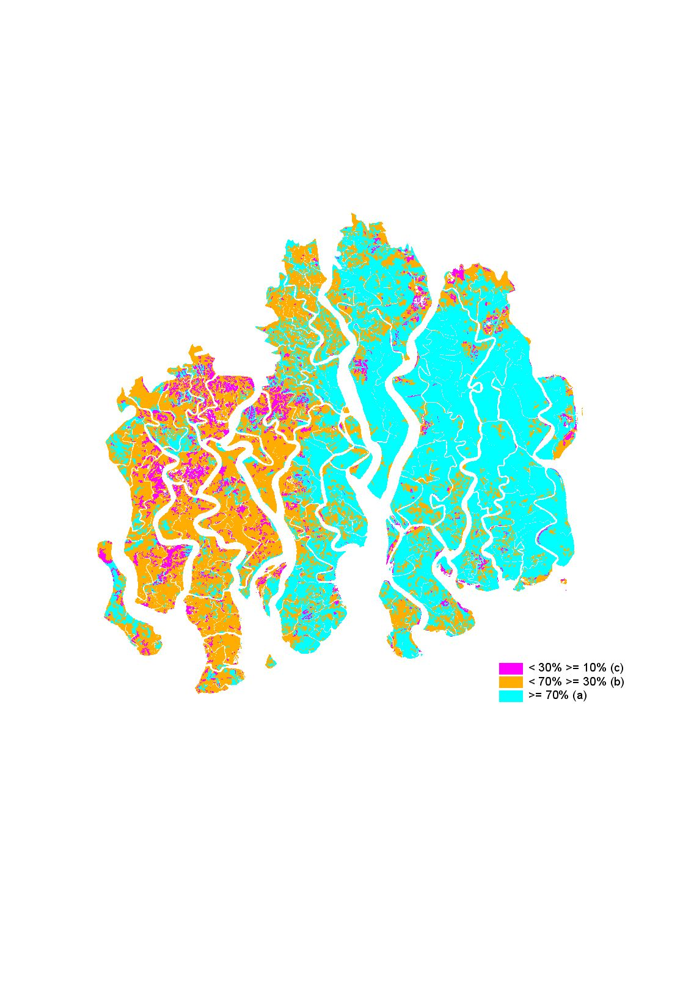 < 30% >= 10% (c)
< 70% >= 30% (b)
>= 70% (a)